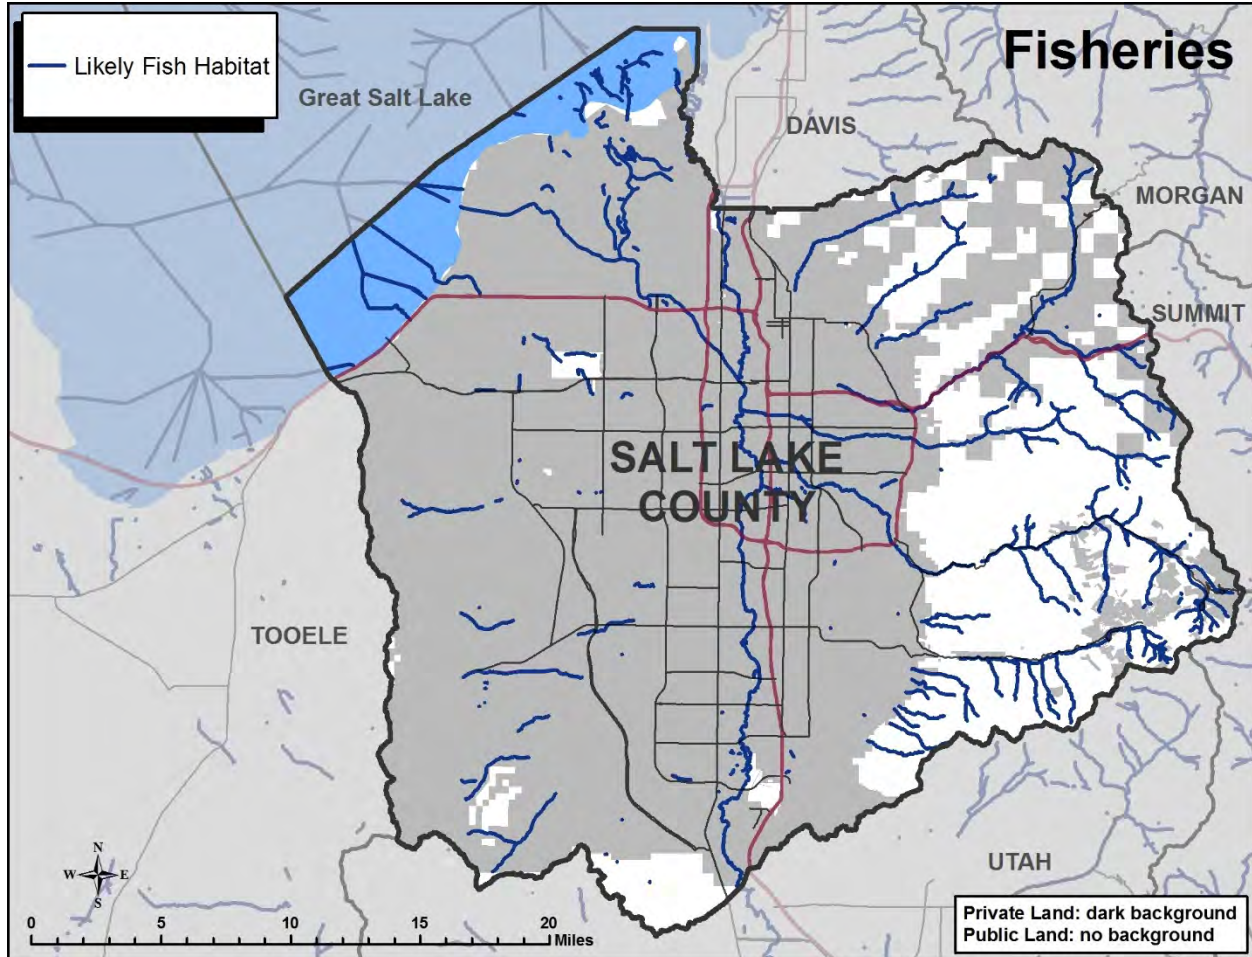 Fisheries
Likely Fish Habitat
Great Salt Lake
DAVIS
MORGAN
SUMMIT
SALT LAKE
COUNTY
TOOELE
UTAH
N
W E
S
0 5 10 15 20
Miles
Private Land: dark background
Public Land: no background